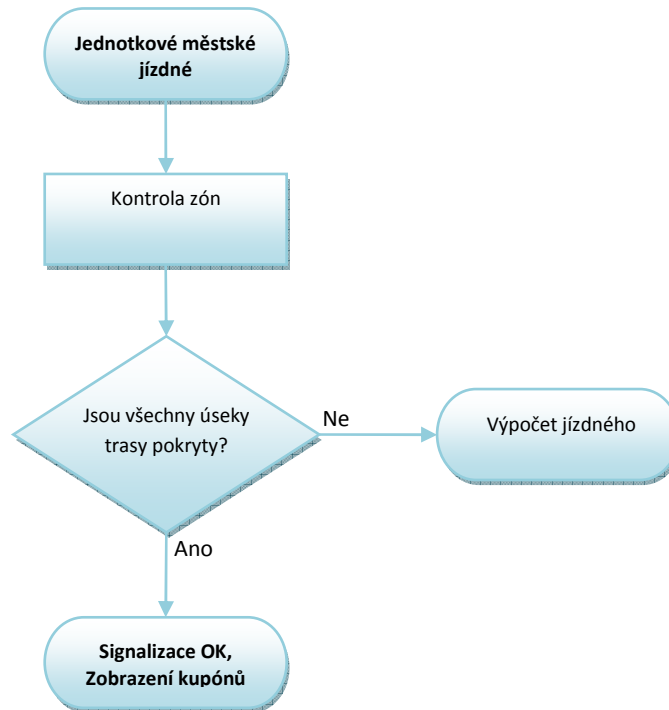 Jednotkové městské
jízdné
Kontrola zón
Jsou všechny úseky
trasy pokryty?
Ne
Výpočet jízdného
Ano
Signalizace OK,
Zobrazení kupónů